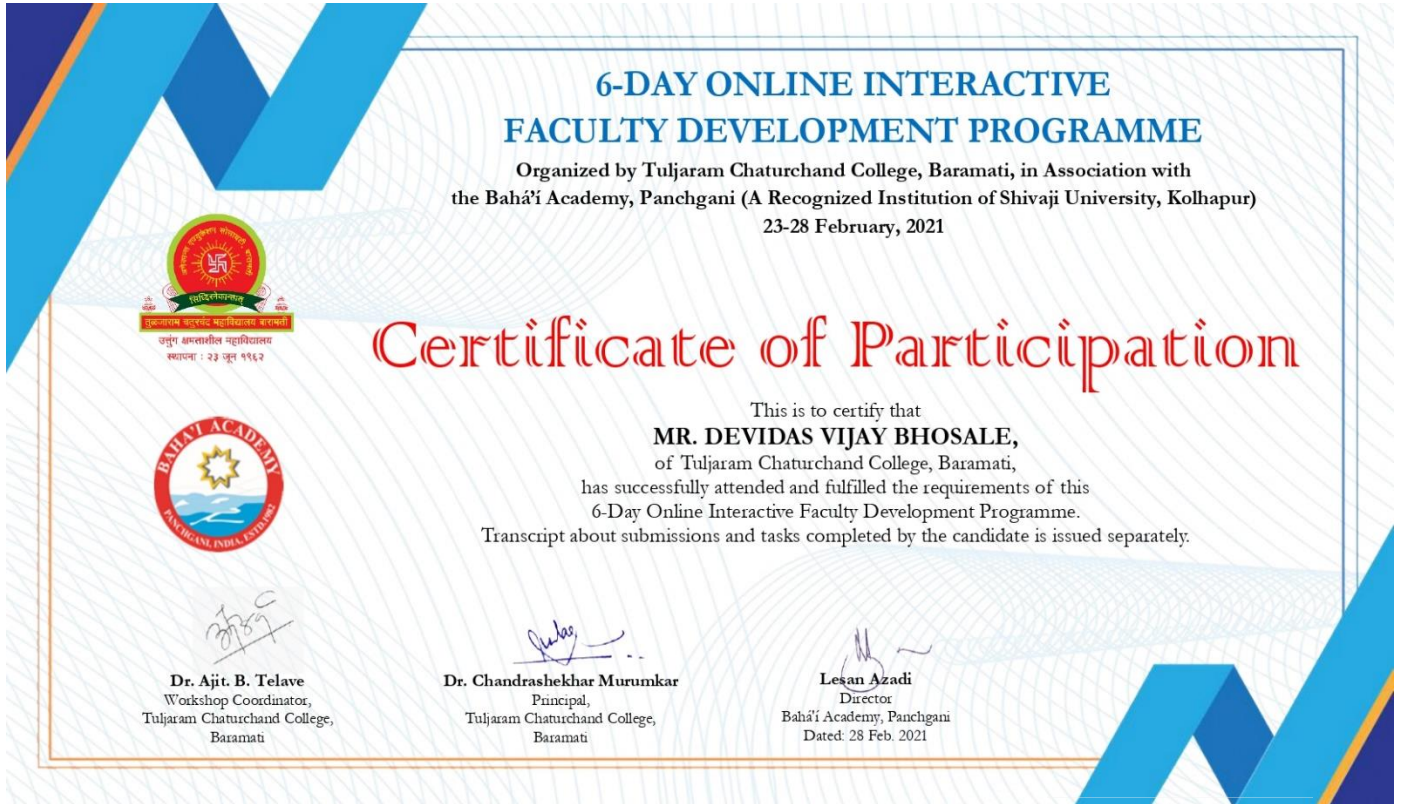 6-DAY ONLINE INTERACTIVE
FACULTY DEVELOPMENT PROGRAMME
Organized by Tuljaram Chaturchand College, Baramati, in Association with
the Bahá'í Academy, Panchgani (A Recognized Institution of Shivaji University, Kolhapur)
23-28 February, 2021
तुळजाराम चतुरचंद महाविद्यालय बारामती
उत्तुंग क्षमताशील महाविद्यालय
स्थापना : २३ जून १९६२
Certificate of Participation
BAHA'I ACADEMY
PANCHGANI, INDIA, ESTD.1982
This is to certify that
MR. DEVIDAS VIJAY BHOSALE,
of Tuljaram Chaturchand College, Baramati,
has successfully attended and fulfilled the requirements of this
6-Day Online Interactive Faculty Development Programme.
Transcript about submissions and tasks completed by the candidate is issued separately.
Dr. Ajit. B. Telave
Workshop Coordinator,
Tuljaram Chaturchand College,
Baramati
Dr. Chandrashekhar Murumkar
Principal,
Tuljaram Chaturchand College,
Baramati
Lesan Azadi
Director
Bahá'í Academy, Panchgani
Dated: 28 Feb. 2021